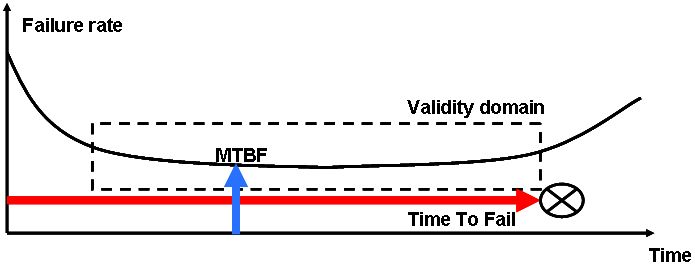 Failure rate
Validity domain
MTBF
Time To Fail
Time